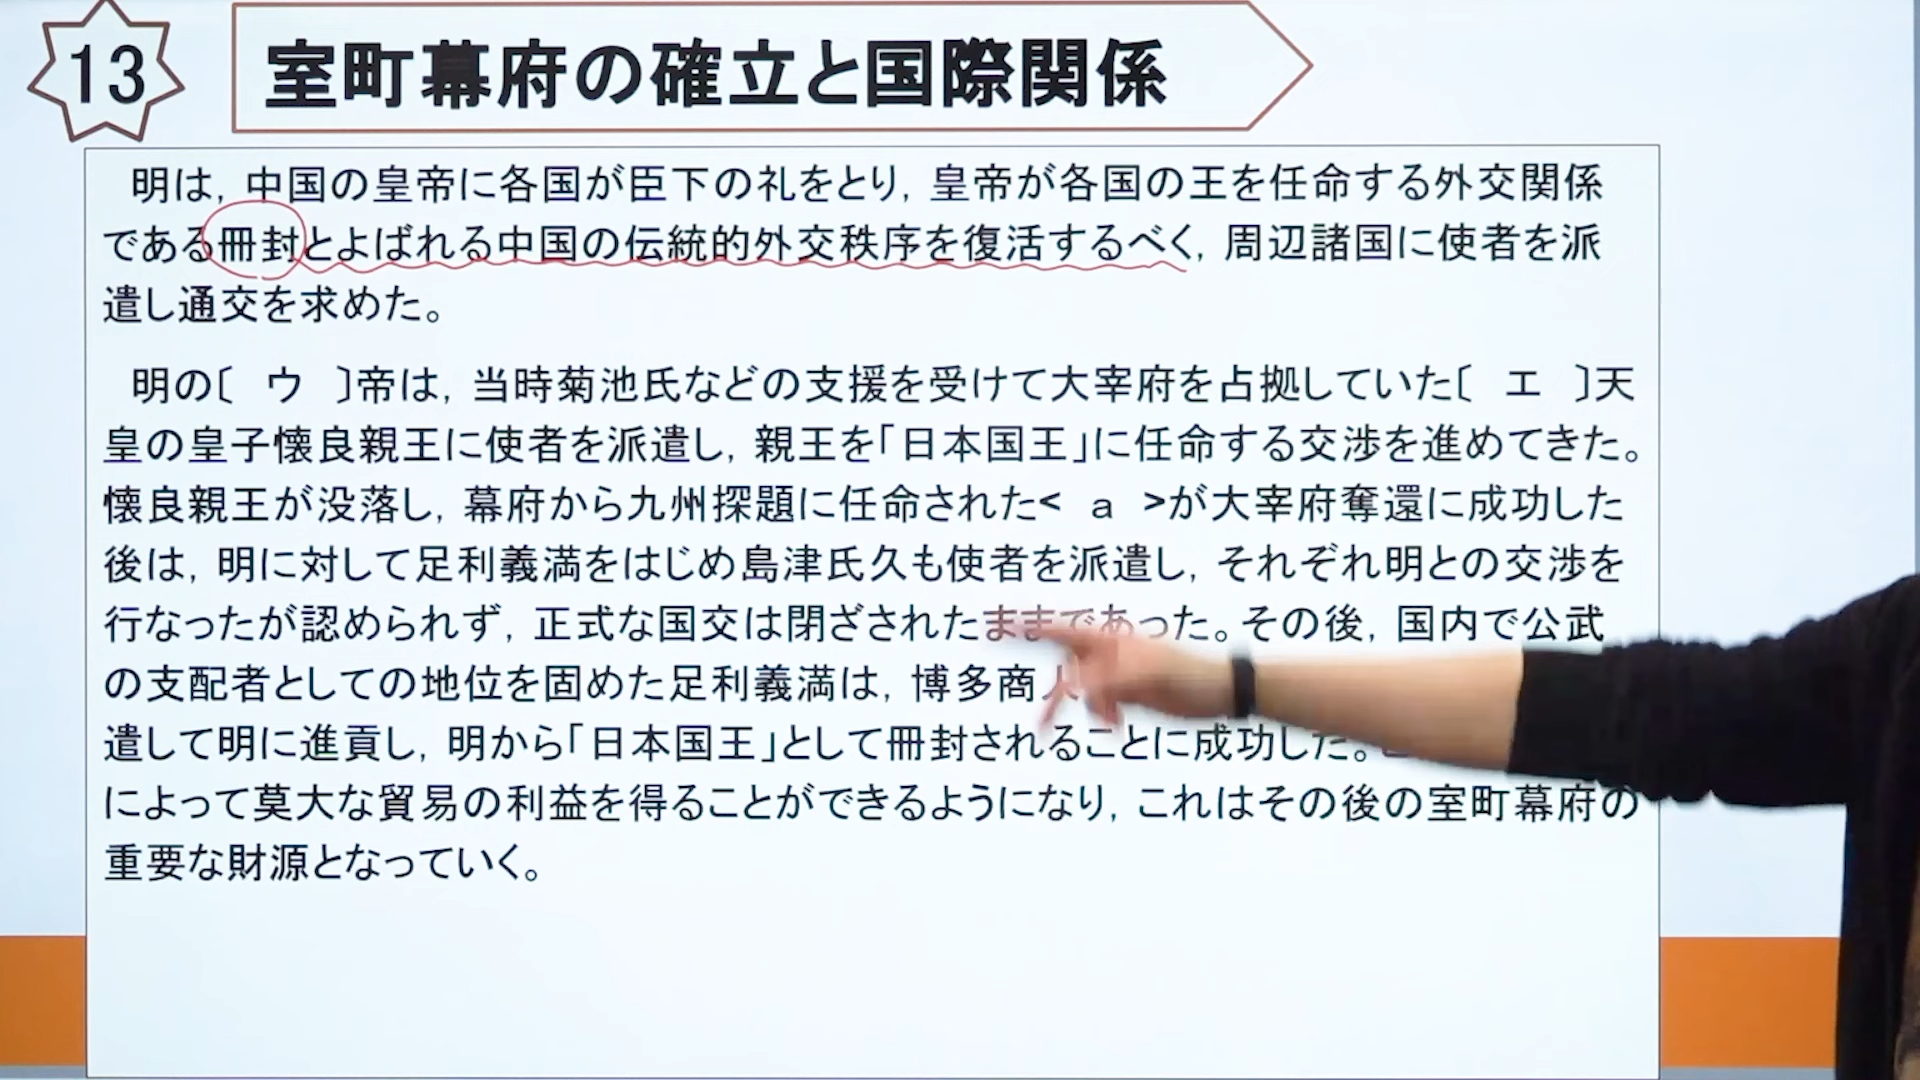 13
室町幕府の確立と国際関係
明は，中国の皇帝に各国が臣下の礼をとり，皇帝が各国の王を任命する外交関係
である冊封とよばれる中国の伝統的外交秩序を復活するべく，周辺諸国に使者を派
遣し通交を求めた。
明の〔　ウ　〕帝は，当時菊池氏などの支援を受けて大宰府を占拠していた〔　エ　〕天
皇の皇子懐良親王に使者を派遣し，親王を「日本国王」に任命する交渉を進めてきた。
懐良親王が没落し，幕府から九州探題に任命された<　a　>が大宰府奪還に成功した
後は，明に対して足利義満をはじめ島津氏久も使者を派遣し，それぞれ明との交渉を
行なったが認められず，正式な国交は閉ざされたままであった。その後，国内で公武
の支配者としての地位を固めた足利義満は，博多商人
遣して明に進貢し，明から「日本国王」として冊封されることに成功した。
によって莫大な貿易の利益を得ることができるようになり，これはその後の室町幕府の
重要な財源となっていく。